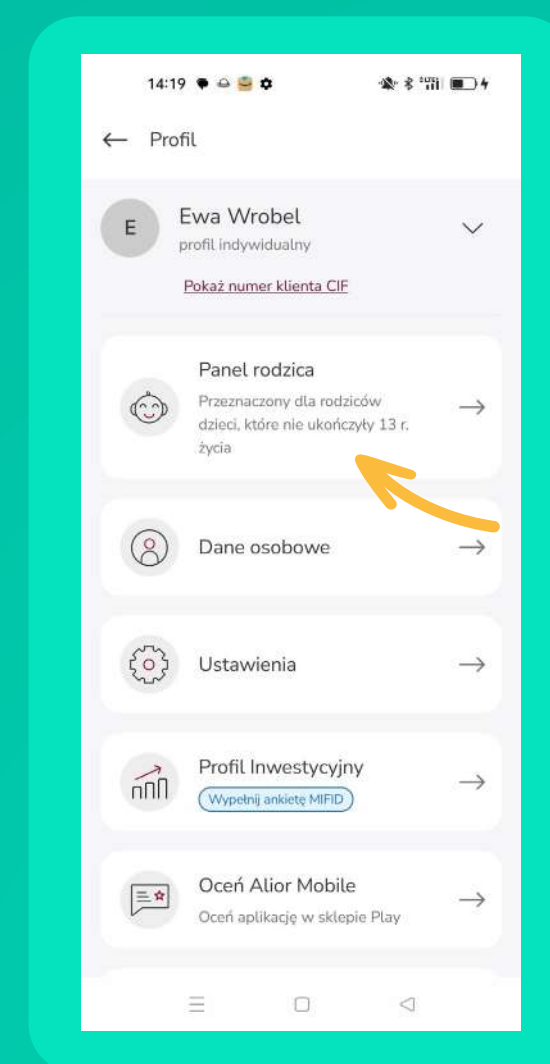 14:19
Profil
E
Ewa Wrobel
profil indywidualny
Pokaż numer klienta CIF
Panel rodzica
Przeznaczony dla rodziców
dzieci, które nie ukończyły 13 r.
życia
Dane osobowe
Ustawienia
Profil Inwestycyjny
Wypełnij ankietę MIFID
Oceń Alior Mobile
Oceń aplikację w sklepie Play